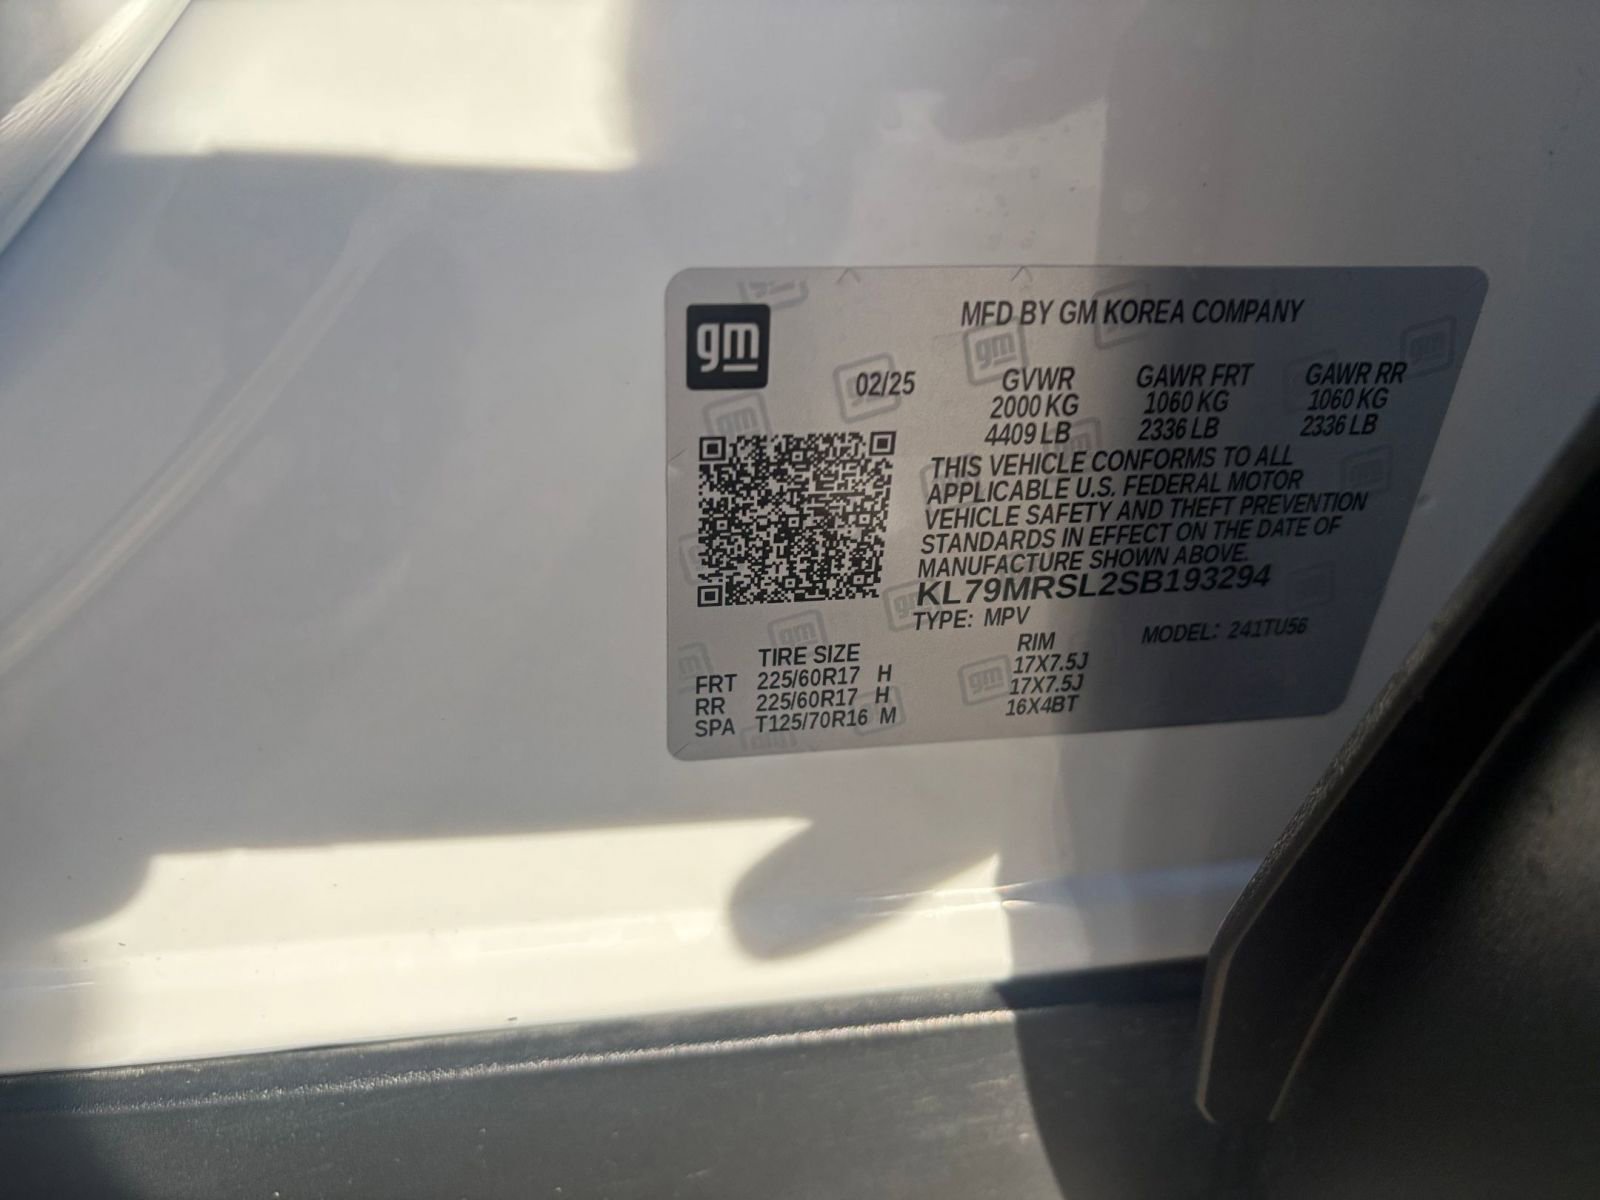 gm
MFD BY GM KOREA COMPANY
02/25 GVWR GAWR FRT GAWR RR
2000 KG 1060 KG 1060 KG
4409 LB 2336 LB 2336 LB
THIS VEHICLE CONFORMS TO ALL
APPLICABLE U.S. FEDERAL MOTOR
VEHICLE SAFETY AND THEFT PREVENTION
STANDARDS IN EFFECT ON THE DATE OF
MANUFACTURE SHOWN ABOVE.
KL79MRSL2SB193294
TYPE: MPV MODEL: 241TU56
TIRE SIZE RIM
FRT 225/60R17 H 17X7.5J
RR 225/60R17 H 17X7.5J
SPA T125/70R16 M 16X4BT